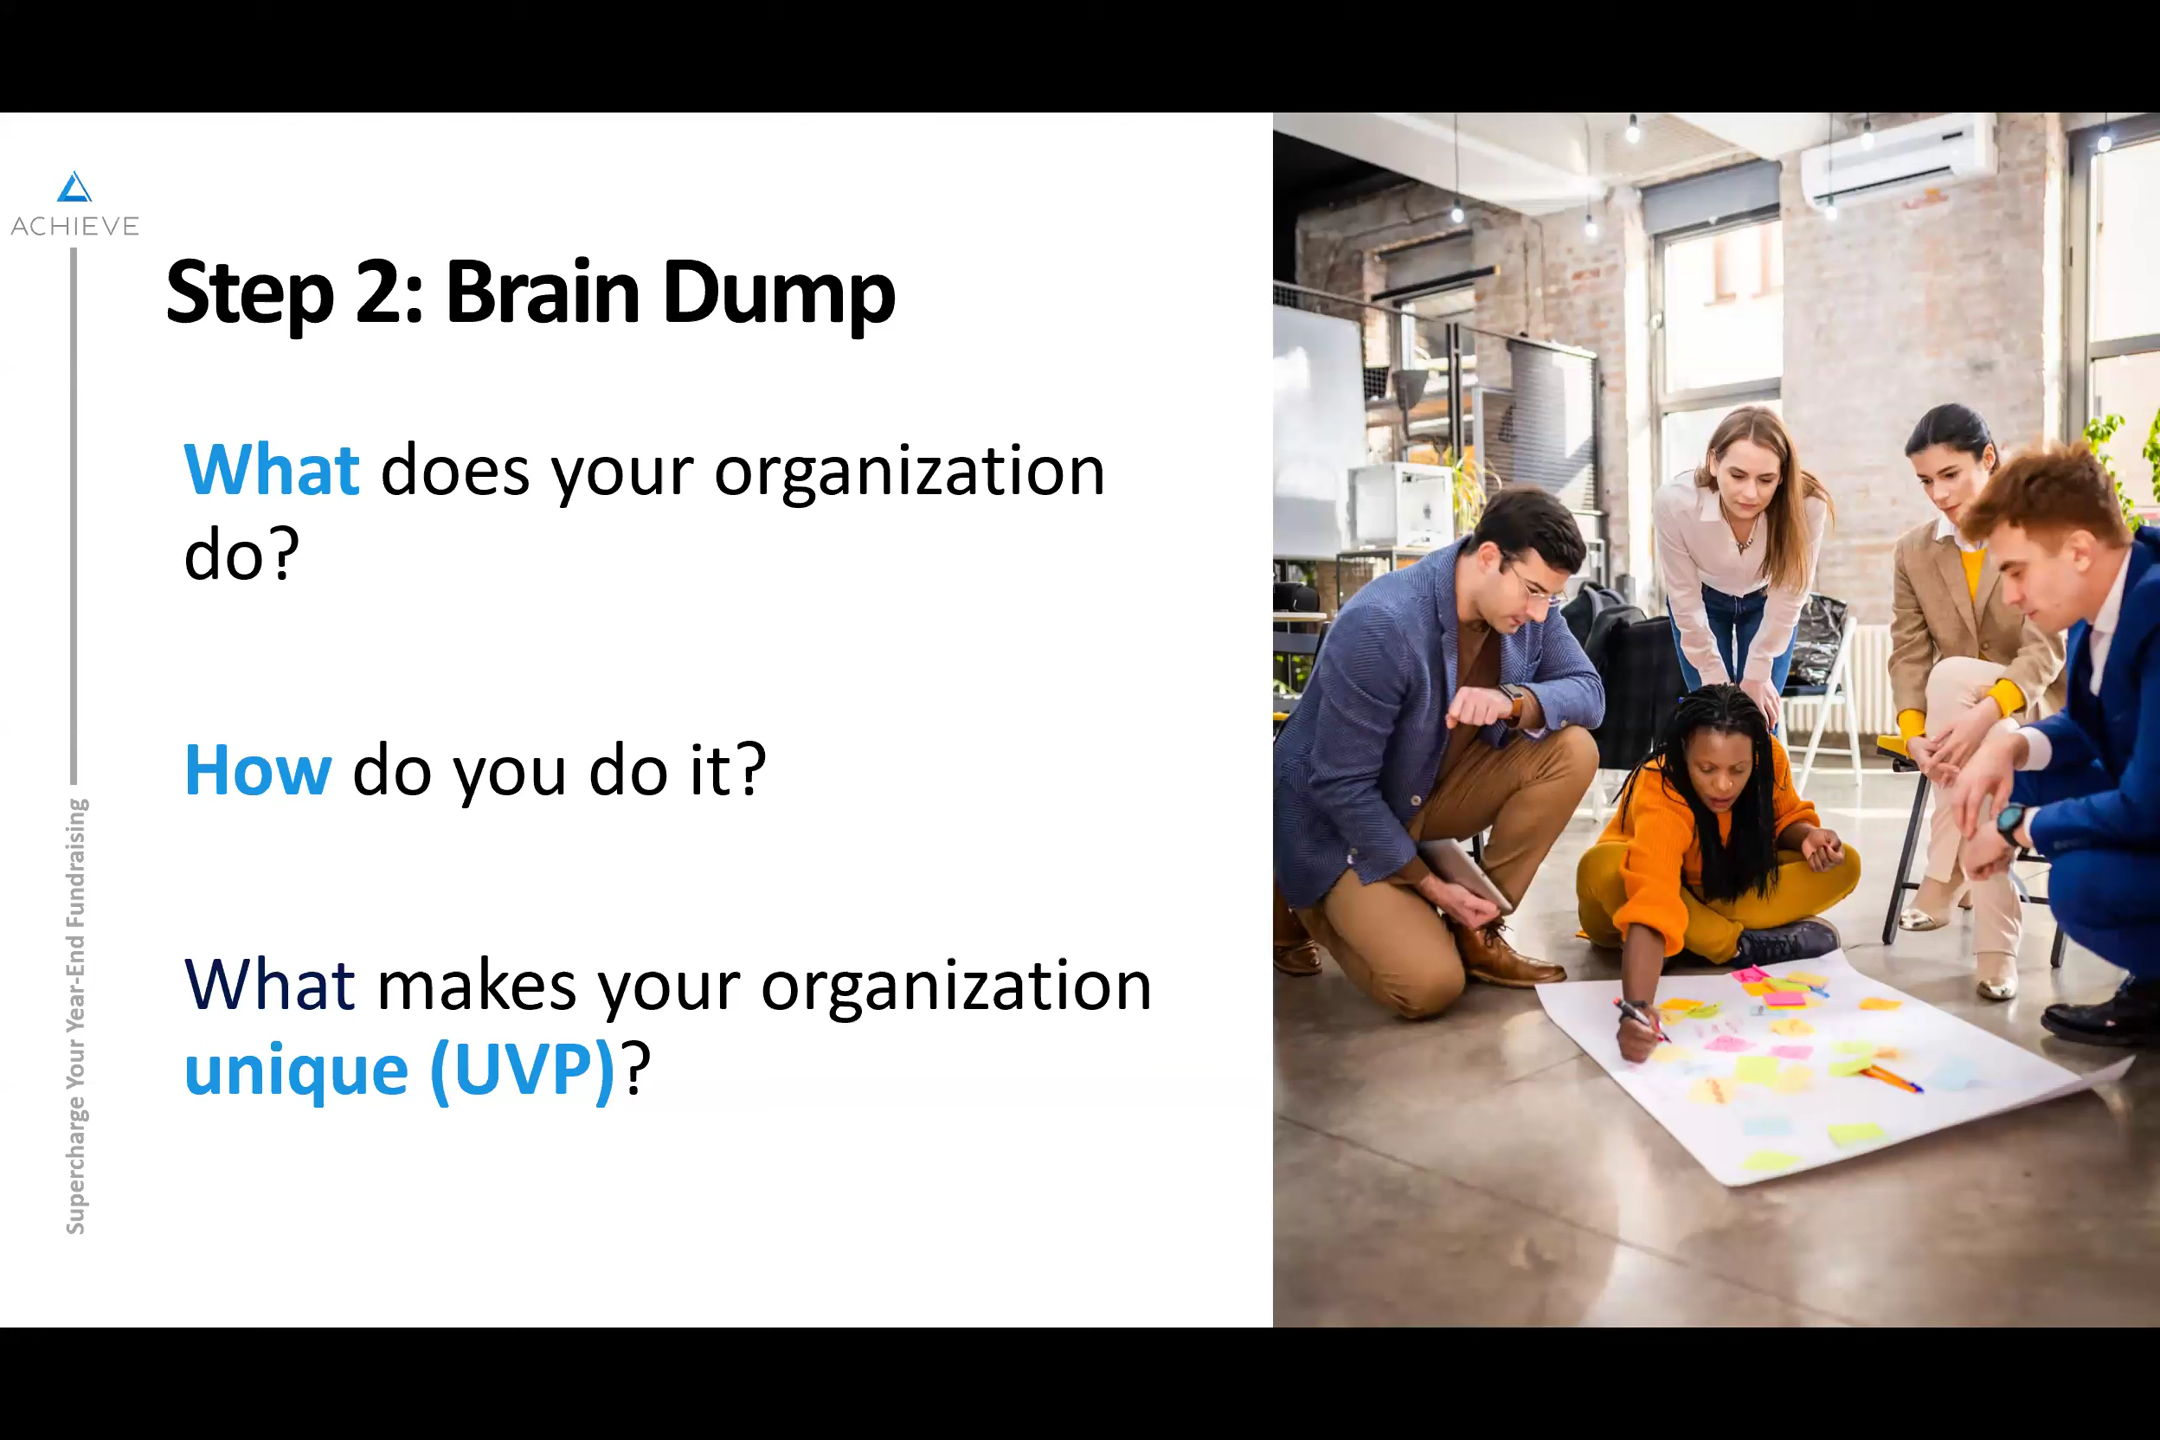 ACHIEVE
Step 2: Brain Dump
What does your organization
do?
How do you do it?
What makes your organization
unique (UVP)?
Supercharge Your Year-End Fundraising